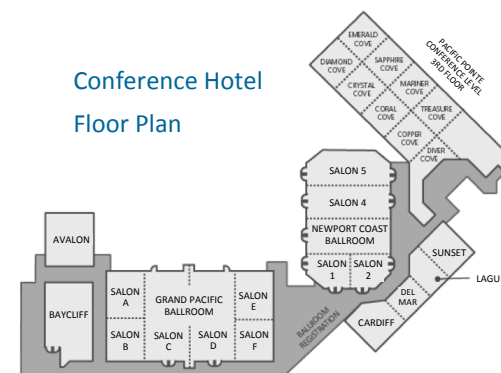 Conference Hotel
Floor Plan
EMERALD
COVE
DIAMOND
COVE
SAPPHIRE
COVE
CRYSTAL
COVE
MARINER
COVE
CORAL
COVE
TREASURE
COVE
COPPER
COVE
DIVER
COVE
PACIFIC POINTE
CONFERENCE LEVEL
3RD FLOOR
SALON 5
SALON 4
NEWPORT COAST
BALLROOM
SALON
1
SALON
2
AVALON
BAYCLIFF
SALON
A
SALON
B
GRAND PACIFIC
BALLROOM
SALON
C
SALON
D
SALON
E
SALON
F
BALLROOM
REGISTRATION
SUNSET
LAGU
DEL
MAR
CARDIFF